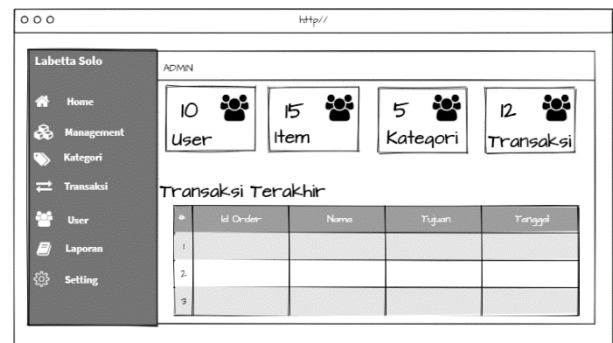 http//
Labetta Solo
ADMIN
Home
Management
Kategori
Transaksi
User
Laporan
Setting
10
User
15
Item
5
Kategori
12
Transaksi
Transaksi Terakhir
# Id Order Nama Tujuan Tanggal
1
2
3